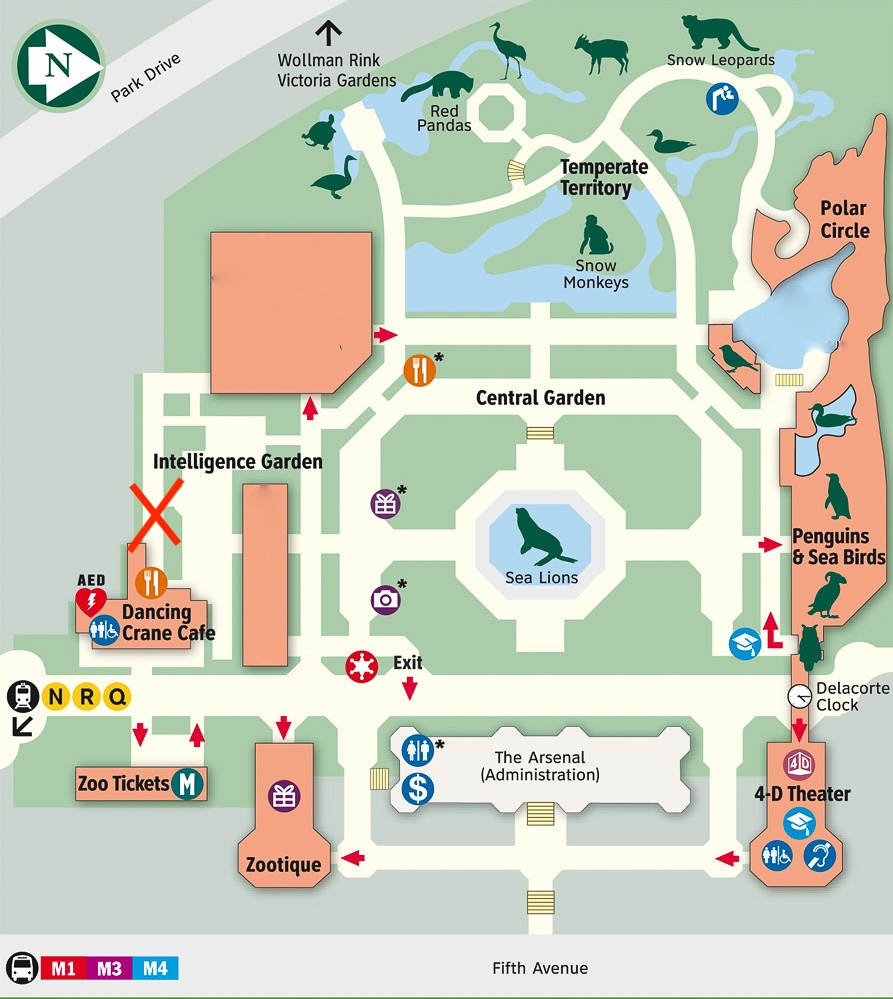 N
Park Drive
Wollman Rink
Victoria Gardens
Snow Leopards
Red
Pandas
Temperate
Territory
Polar
Circle
Snow
Monkeys
*
Central Garden
Intelligence Garden
*
Sea Lions
Penguins
& Sea Birds
AED
Dancing
Crane Cafe
*
Exit
N R Q
Delacorte
Clock
*
The Arsenal
(Administration)
$
Zoo Tickets M
4D
4-D Theater
Zootique
M1 M3 M4
Fifth Avenue